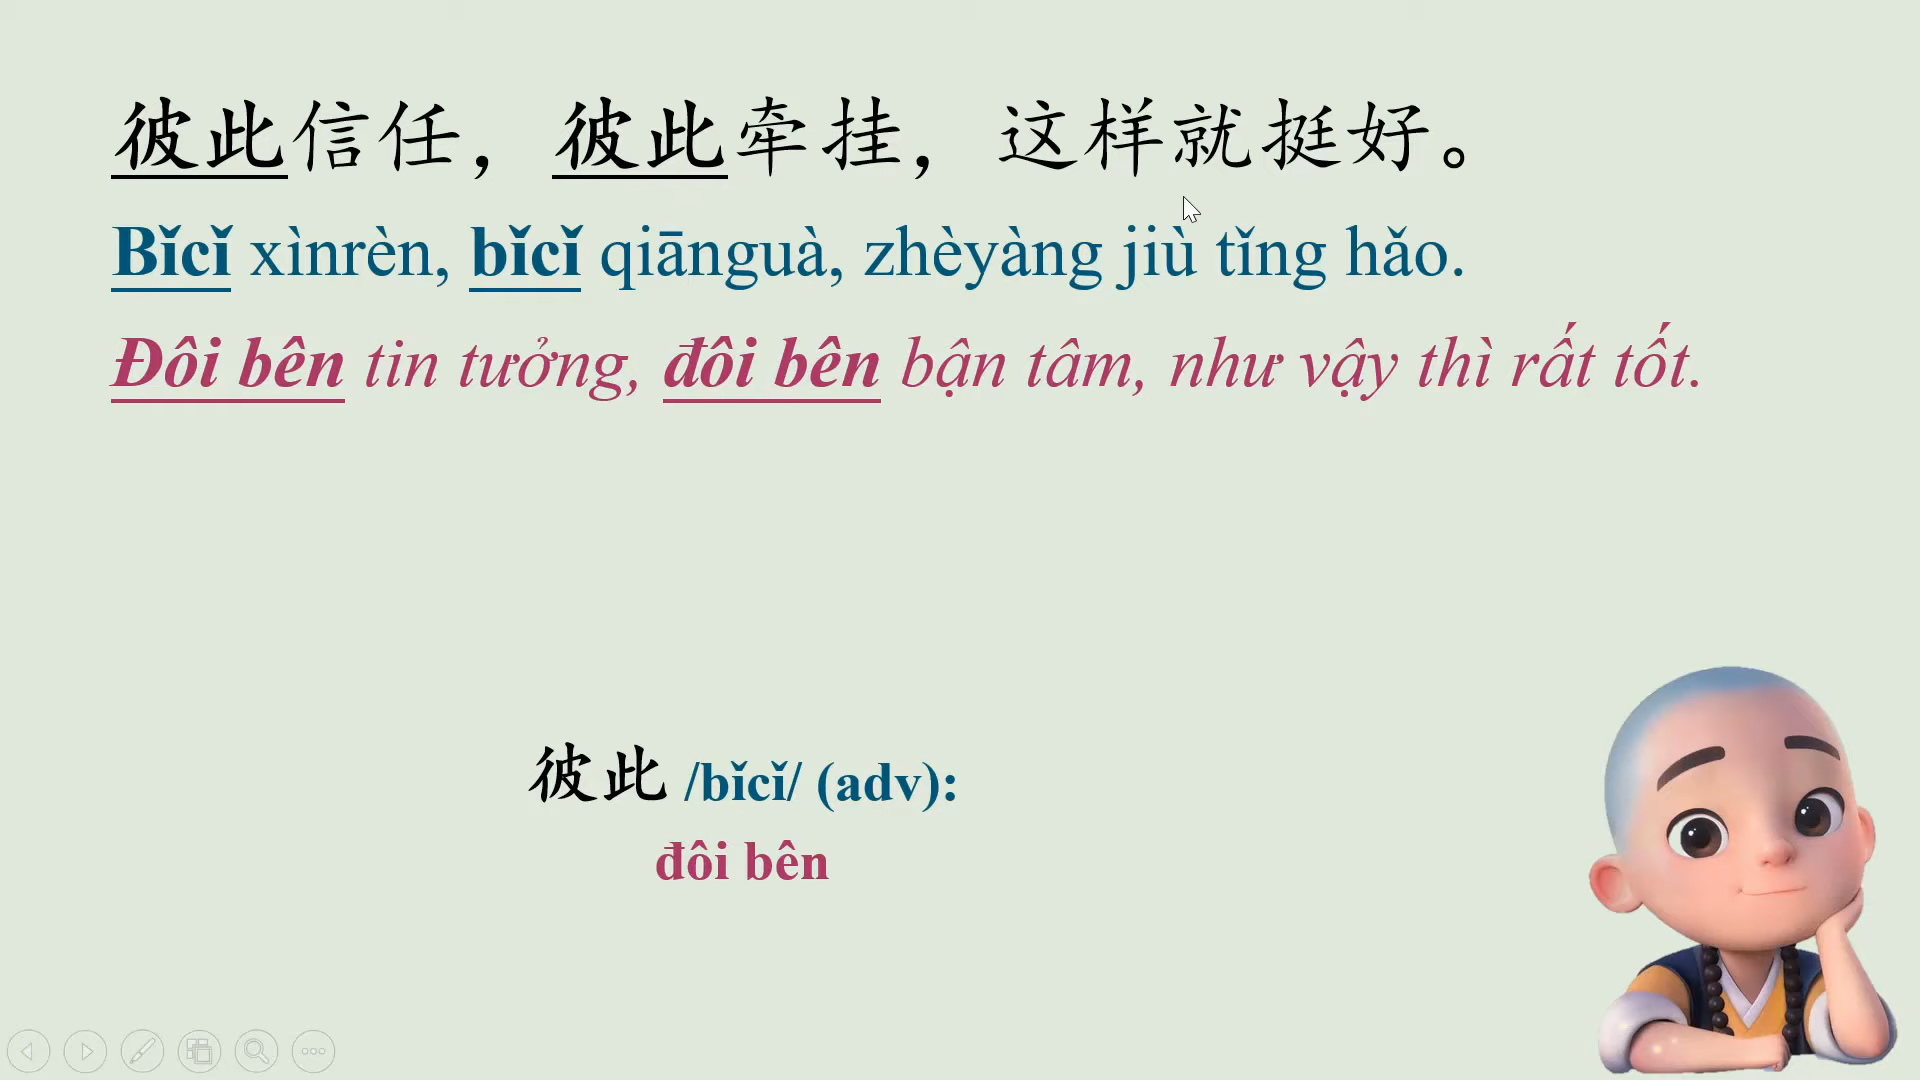 彼此信任，彼此牵挂，这样就挺好。
Bǐcǐ xìnrèn, bǐcǐ qiānguà, zhèyàng jiù tǐng hǎo.
Đôi bên tin tưởng, đôi bên bận tâm, như vậy thì rất tốt.
彼此 /bǐcǐ/ (adv):
đôi bên